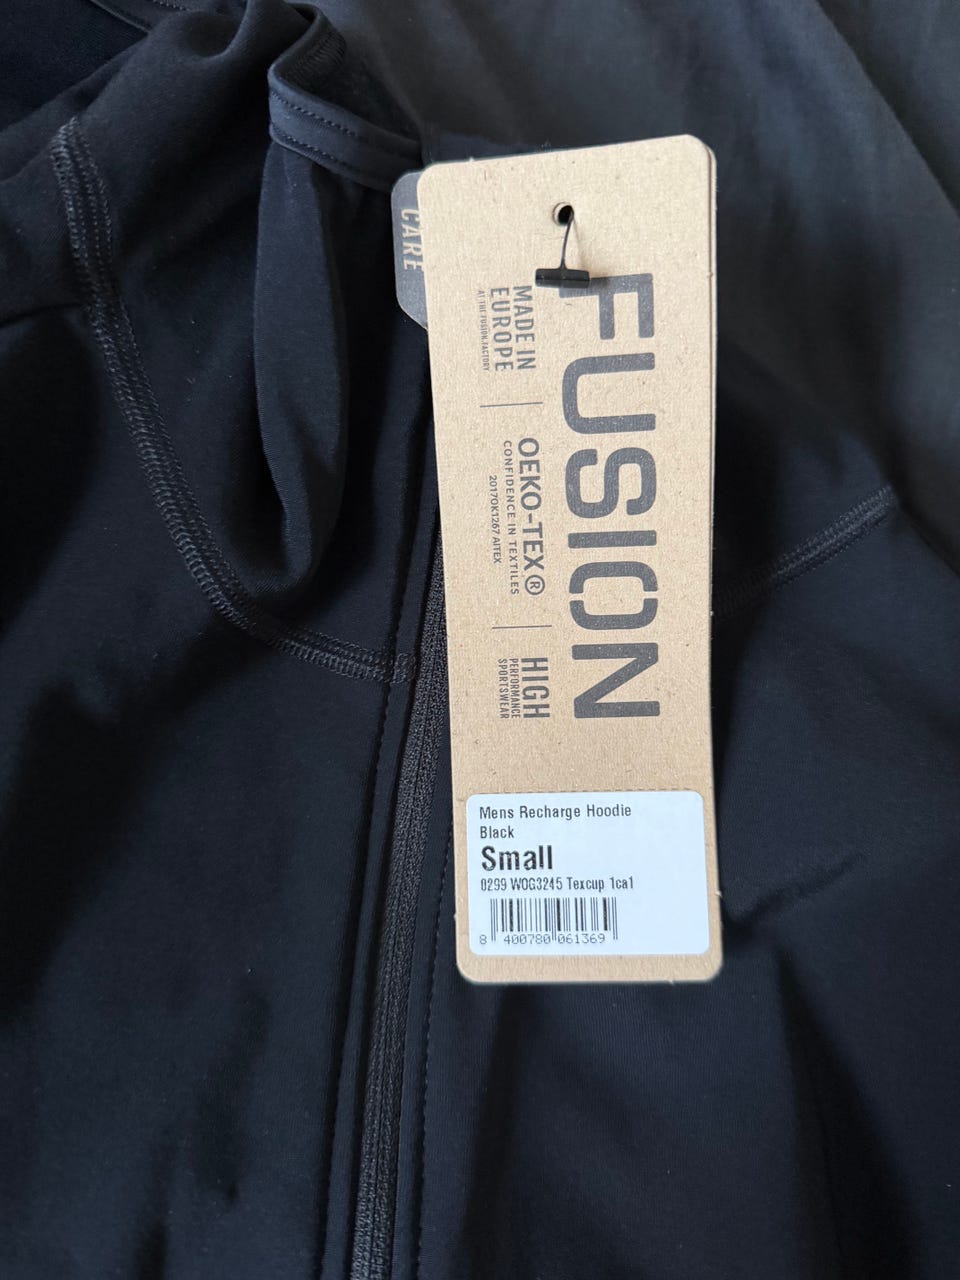 CARE
FUSION
MADE IN
EUROPE
AT THE FUSION.FACTORY
OEKO-TEX®
CONFIDENCE IN TEXTILES
2017OK1267 AITEX
HIGH
PERFORMANCE
SPORTSWEAR
Mens Recharge Hoodie
Black
Small
0299 WOG3245 Texcup 1ca1
8 400780 061369